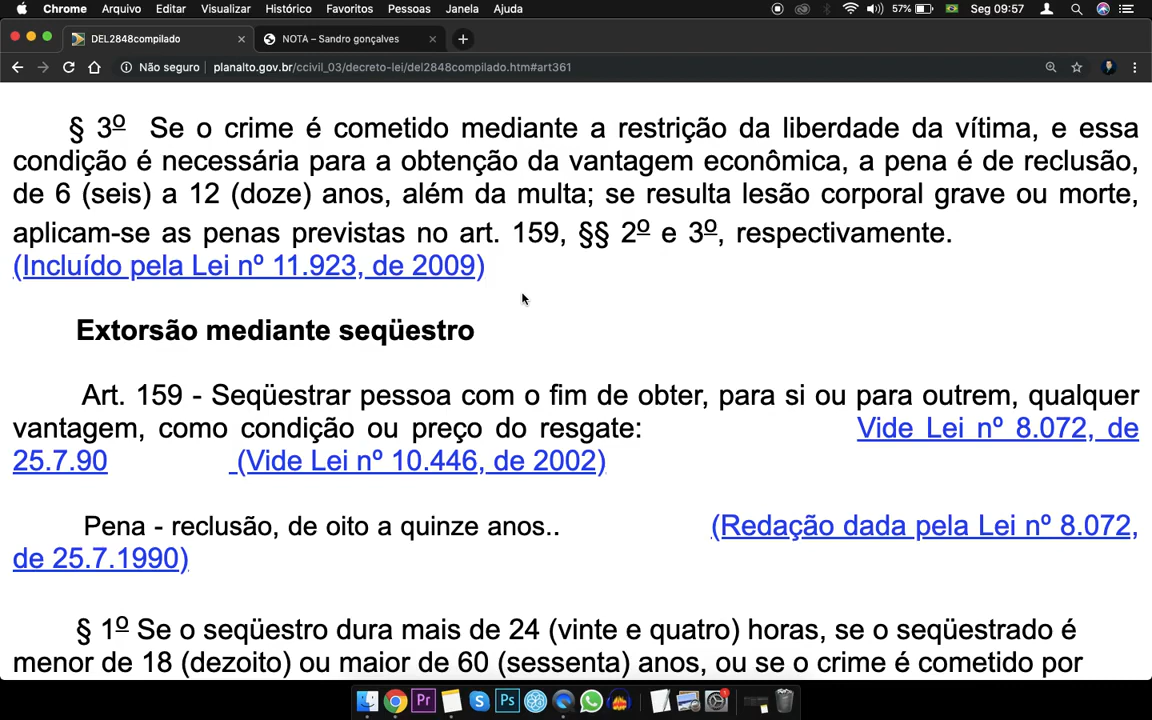 Chrome Arquivo Editar Visualizar Histórico Favoritos Pessoas Janela Ajuda 57% Seg 09:57
DEL2848compilado NOTA – Sandro gonçalves
Não seguro planalto.gov.br/ccivil_03/decreto-lei/del2848compilado.htm#art361
§ 3º Se o crime é cometido mediante a restrição da liberdade da vítima, e essa
condição é necessária para a obtenção da vantagem econômica, a pena é de reclusão,
de 6 (seis) a 12 (doze) anos, além da multa; se resulta lesão corporal grave ou morte,
aplicam-se as penas previstas no art. 159, §§ 2º e 3º, respectivamente.
(Incluído pela Lei nº 11.923, de 2009)
Extorsão mediante seqüestro
Art. 159 - Seqüestrar pessoa com o fim de obter, para si ou para outrem, qualquer
vantagem, como condição ou preço do resgate: Vide Lei nº 8.072, de
25.7.90 (Vide Lei nº 10.446, de 2002)
Pena - reclusão, de oito a quinze anos.. (Redação dada pela Lei nº 8.072,
de 25.7.1990)
§ 1º Se o seqüestro dura mais de 24 (vinte e quatro) horas, se o seqüestrado é
menor de 18 (dezoito) ou maior de 60 (sessenta) anos, ou se o crime é cometido por
Pr Ps